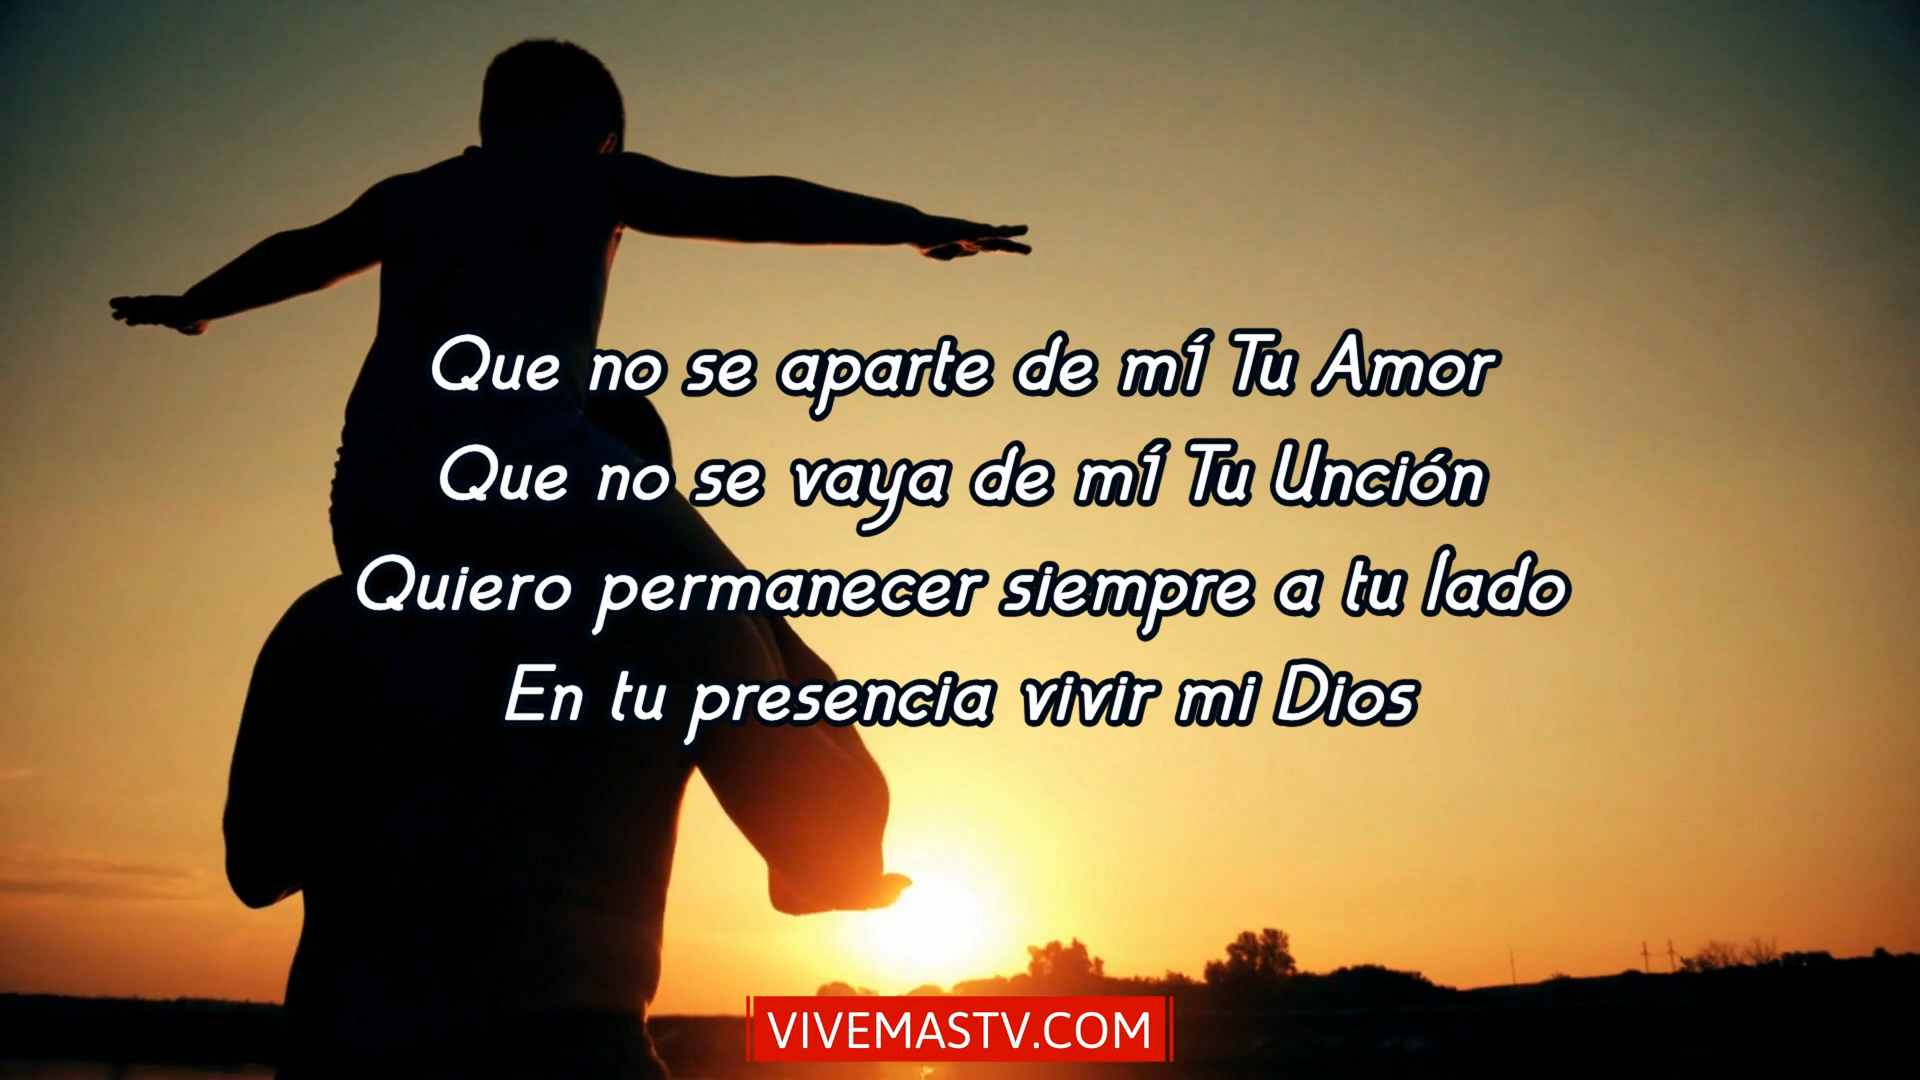 Que no se aparte de mí Tu Amor
Que no se vaya de mí Tu Unción
Quiero permanecer siempre a tu lado
En tu presencia vivir mi Dios
VIVEMASTV.COM